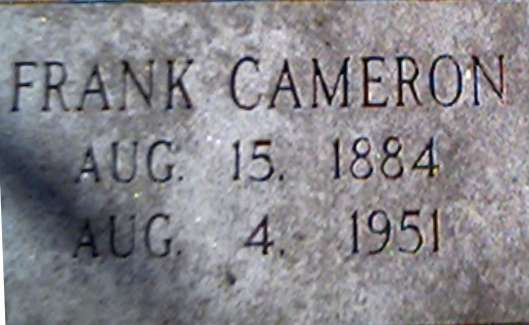 FRANK CAMERON
AUG. 15. 1884
AUG. 4. 1951